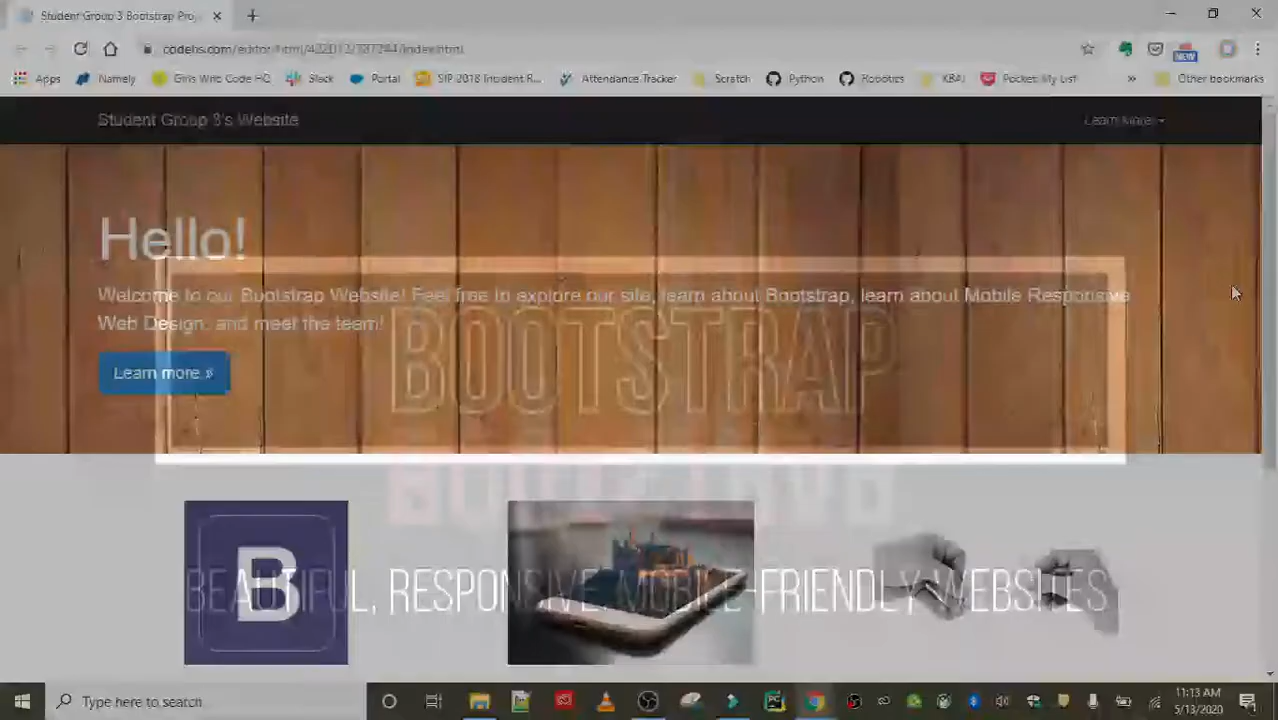 Student Group 3 Bootstrap Pro
codehs.com/editor/html/
Apps Namely Girls Who Code HQ Slack Portal SIP 2018 Incident R... Attendance Tracker Scratch Python Robotics Pocket: My List » Other bookmarks
NEW
Student Group 3's Website Learn More
Hello!
Welcome to our Bootstrap Website! Feel free to explore our site, learn about Bootstrap, learn about Mobile Responsive
Web Design, and meet the team!
BOOTSTRAP
Learn more »
B
BEAUTIFUL, RESPONSIVE, MOBILE-FRIENDLY WEBSITES
Type here to search
11:13 AM
5/13/2020